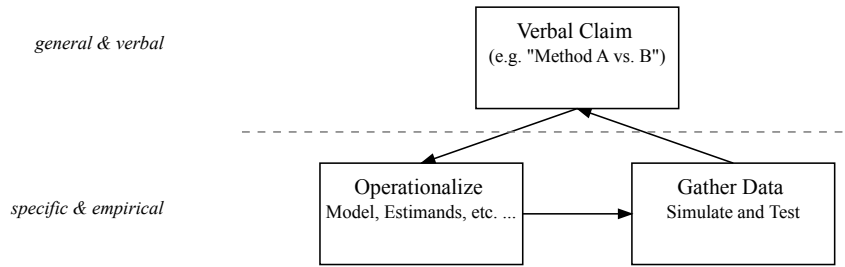 general & verbal
Verbal Claim
(e.g. "Method A vs. B")
specific & empirical
Operationalize
Model, Estimands, etc. ...
Gather Data
Simulate and Test